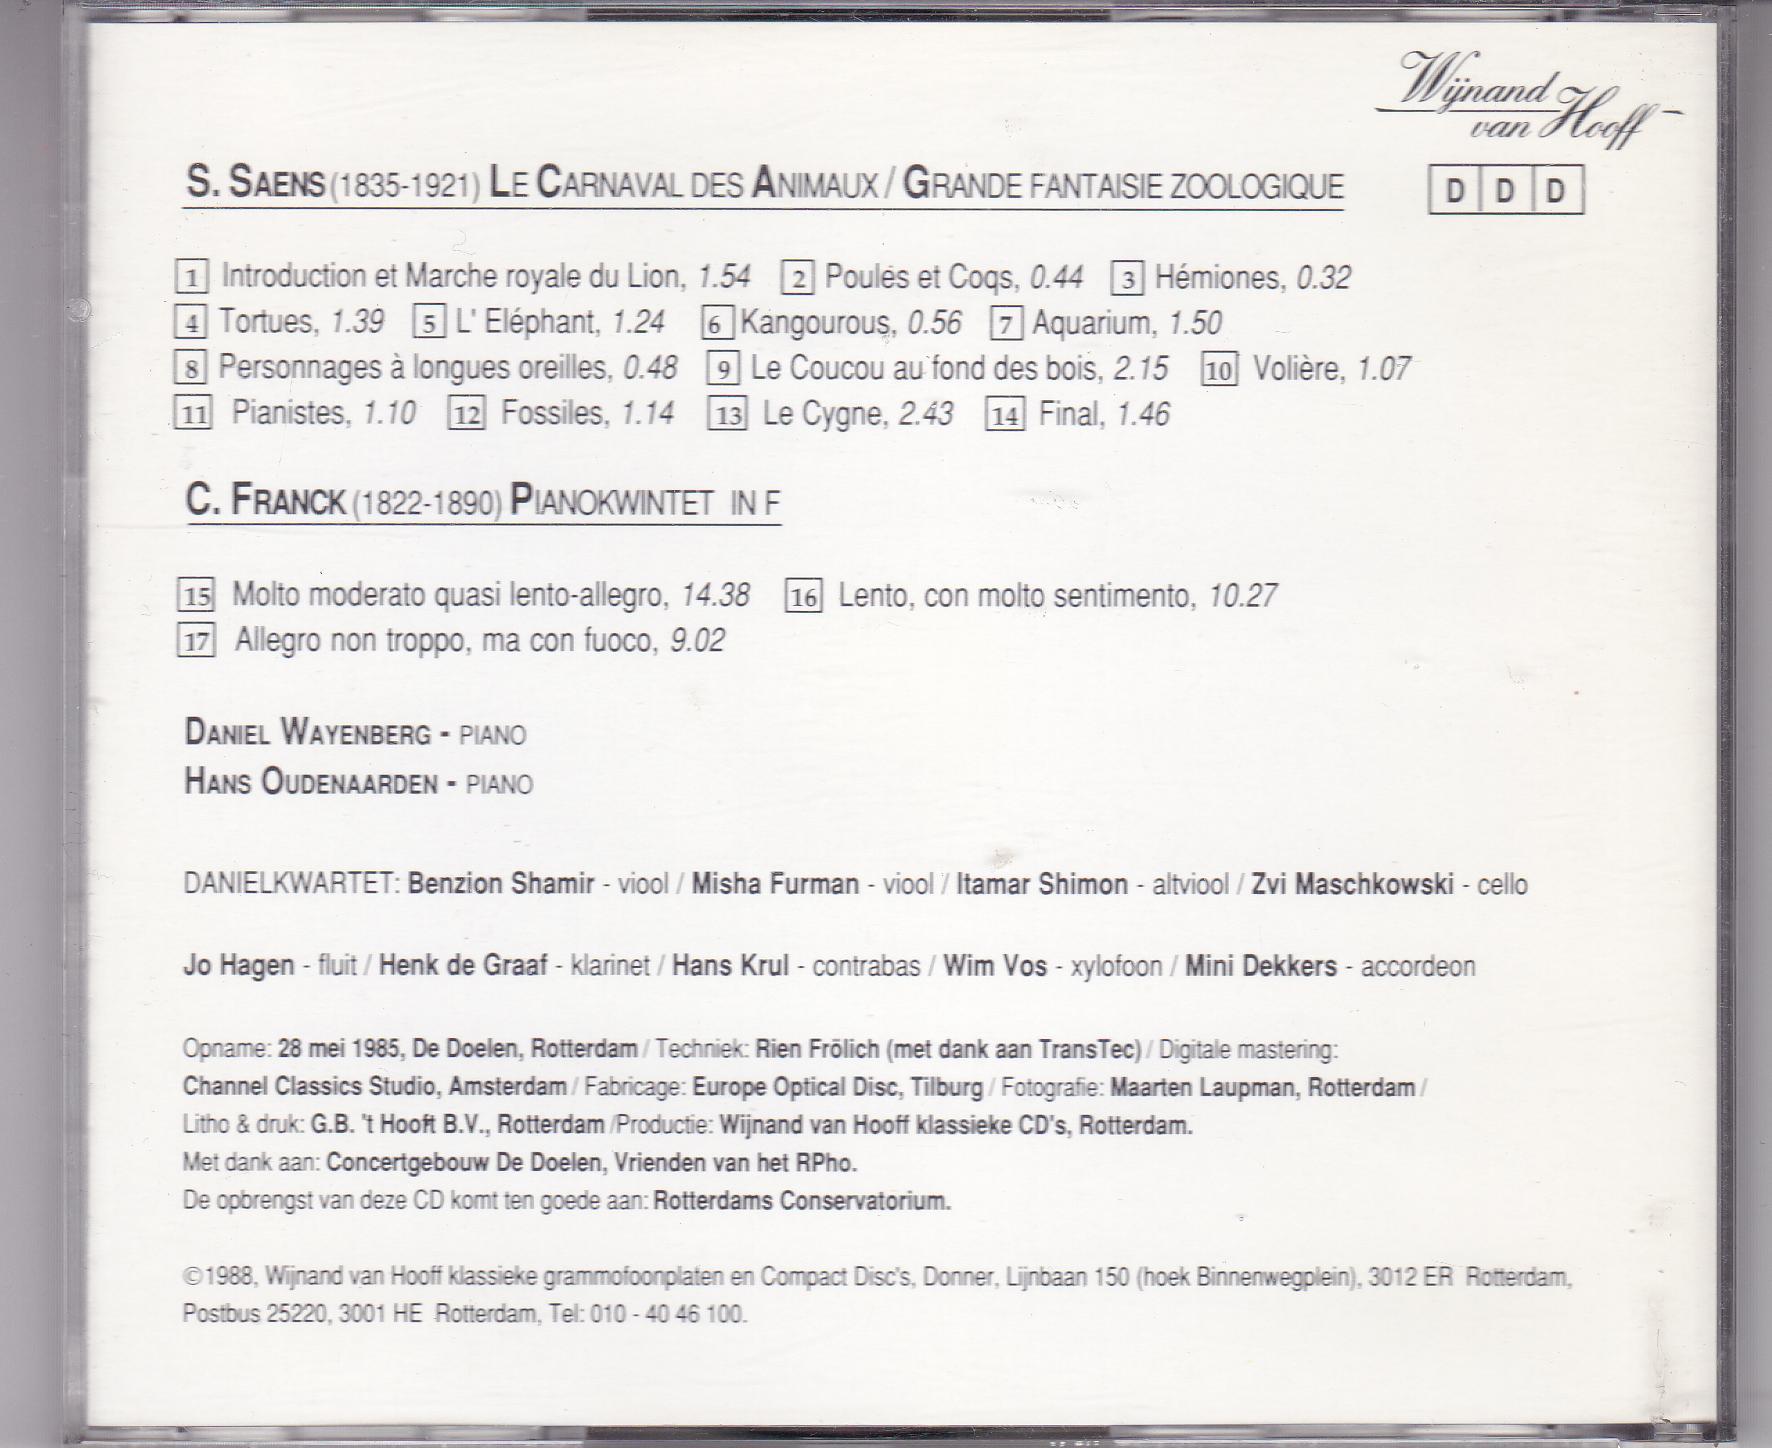 Wijnand
van Hooff
S. SAENS (1835-1921) LE CARNAVAL DES ANIMAUX / GRANDE FANTAISIE ZOOLOGIQUE
D D D
1 Introduction et Marche royale du Lion, 1.54 2 Poules et Coqs, 0.44 3 Hémiones, 0.32
4 Tortues, 1.39 5 L' Eléphant, 1.24 6 Kangourous, 0.56 7 Aquarium, 1.50
8 Personnages à longues oreilles, 0.48 9 Le Coucou au fond des bois, 2.15 10 Volière, 1.07
11 Pianistes, 1.10 12 Fossiles, 1.14 13 Le Cygne, 2.43 14 Final, 1.46
C. FRANCK (1822-1890) PIANOKWINTET IN F
15 Molto moderato quasi lento-allegro, 14.38 16 Lento, con molto sentimento, 10.27
17 Allegro non troppo, ma con fuoco, 9.02
DANIEL WAYENBERG - PIANO
HANS OUDENAARDEN - PIANO
DANIELKWARTET: Benzion Shamir - viool / Misha Furman - viool / Itamar Shimon - altviool / Zvi Maschkowski - cello
Jo Hagen - fluit / Henk de Graaf - klarinet / Hans Krul - contrabas / Wim Vos - xylofoon / Mini Dekkers - accordeon
Opname: 28 mei 1985, De Doelen, Rotterdam / Techniek: Rien Frölich (met dank aan TransTec) / Digitale mastering:
Channel Classics Studio, Amsterdam / Fabricage: Europe Optical Disc, Tilburg / Fotografie: Maarten Laupman, Rotterdam /
Litho & druk: G.B. 't Hooft B.V., Rotterdam /Productie: Wijnand van Hooff klassieke CD's, Rotterdam.
Met dank aan: Concertgebouw De Doelen, Vrienden van het RPho.
De opbrengst van deze CD komt ten goede aan: Rotterdams Conservatorium.
©1988, Wijnand van Hooff klassieke grammofoonplaten en Compact Disc's, Donner, Lijnbaan 150 (hoek Binnenwegplein), 3012 ER Rotterdam,
Postbus 25220, 3001 HE Rotterdam, Tel: 010 - 40 46 100.